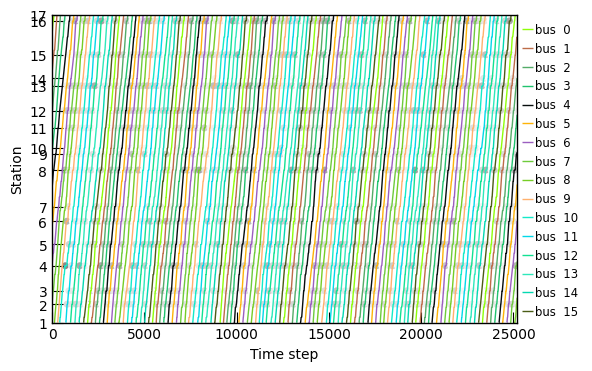 17
16
15
14
13
12
11
10
9
8
7
6
5
4
3
2
1
Station
0 5000 10000 15000 20000 25000
Time step
bus 0
bus 1
bus 2
bus 3
bus 4
bus 5
bus 6
bus 7
bus 8
bus 9
bus 10
bus 11
bus 12
bus 13
bus 14
bus 15